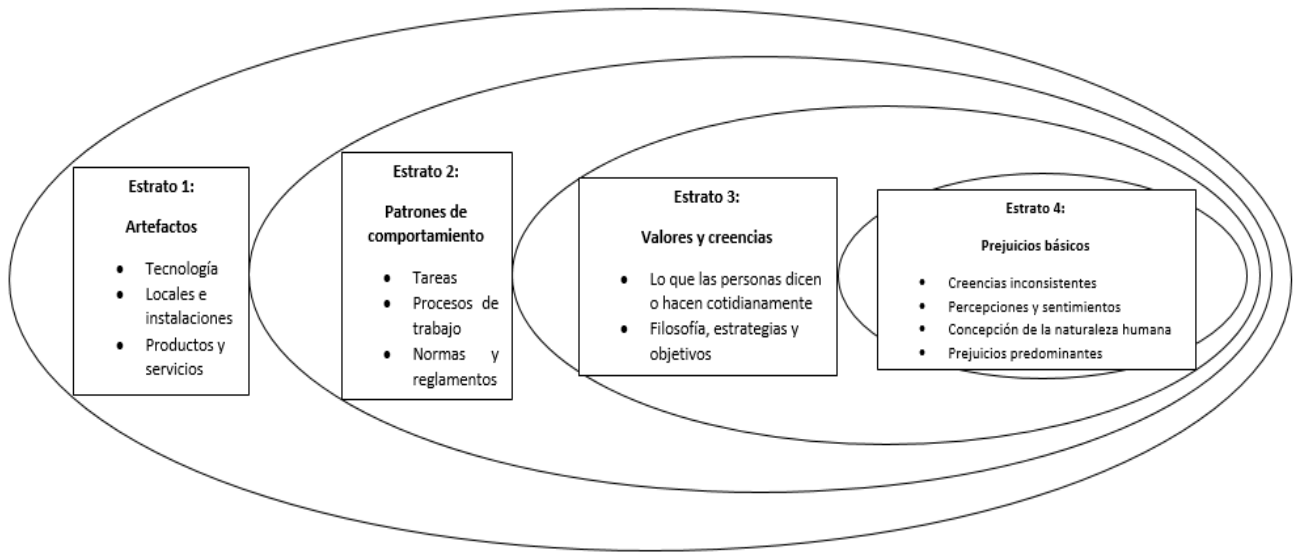 Estrato 1:
Artefactos
• Tecnología
• Locales e
instalaciones
• Productos y
servicios
Estrato 2:
Patrones de
comportamiento
• Tareas
• Procesos de
trabajo
• Normas y
reglamentos
Estrato 3:
Valores y creencias
• Lo que las personas dicen
o hacen cotidianamente
• Filosofía, estrategias y
objetivos
Estrato 4:
Prejuicios básicos
• Creencias inconsistentes
• Percepciones y sentimientos
• Concepción de la naturaleza humana
• Prejuicios predominantes